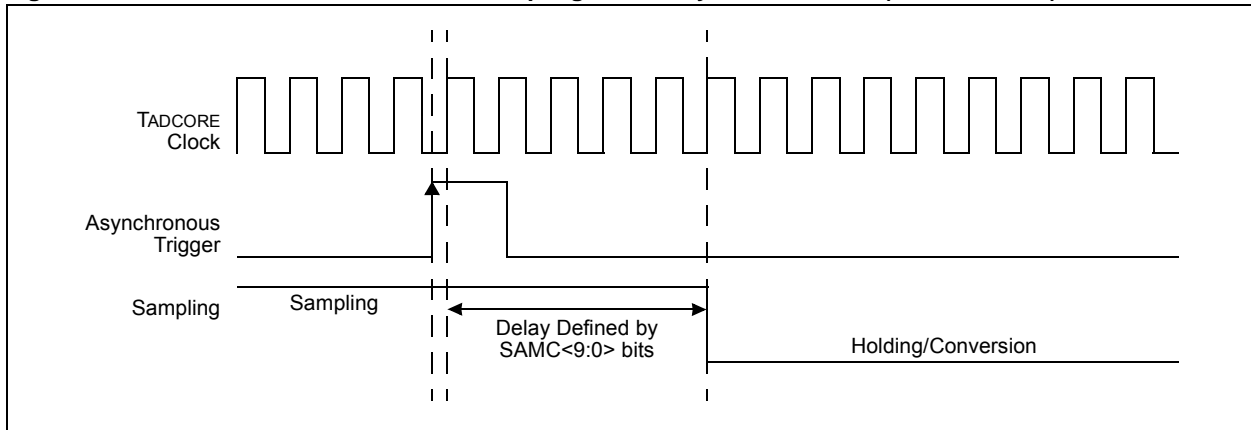 TADCORE
Clock
Asynchronous
Trigger
Sampling
Sampling
Delay Defined by
SAMC<9:0> bits
Holding/Conversion